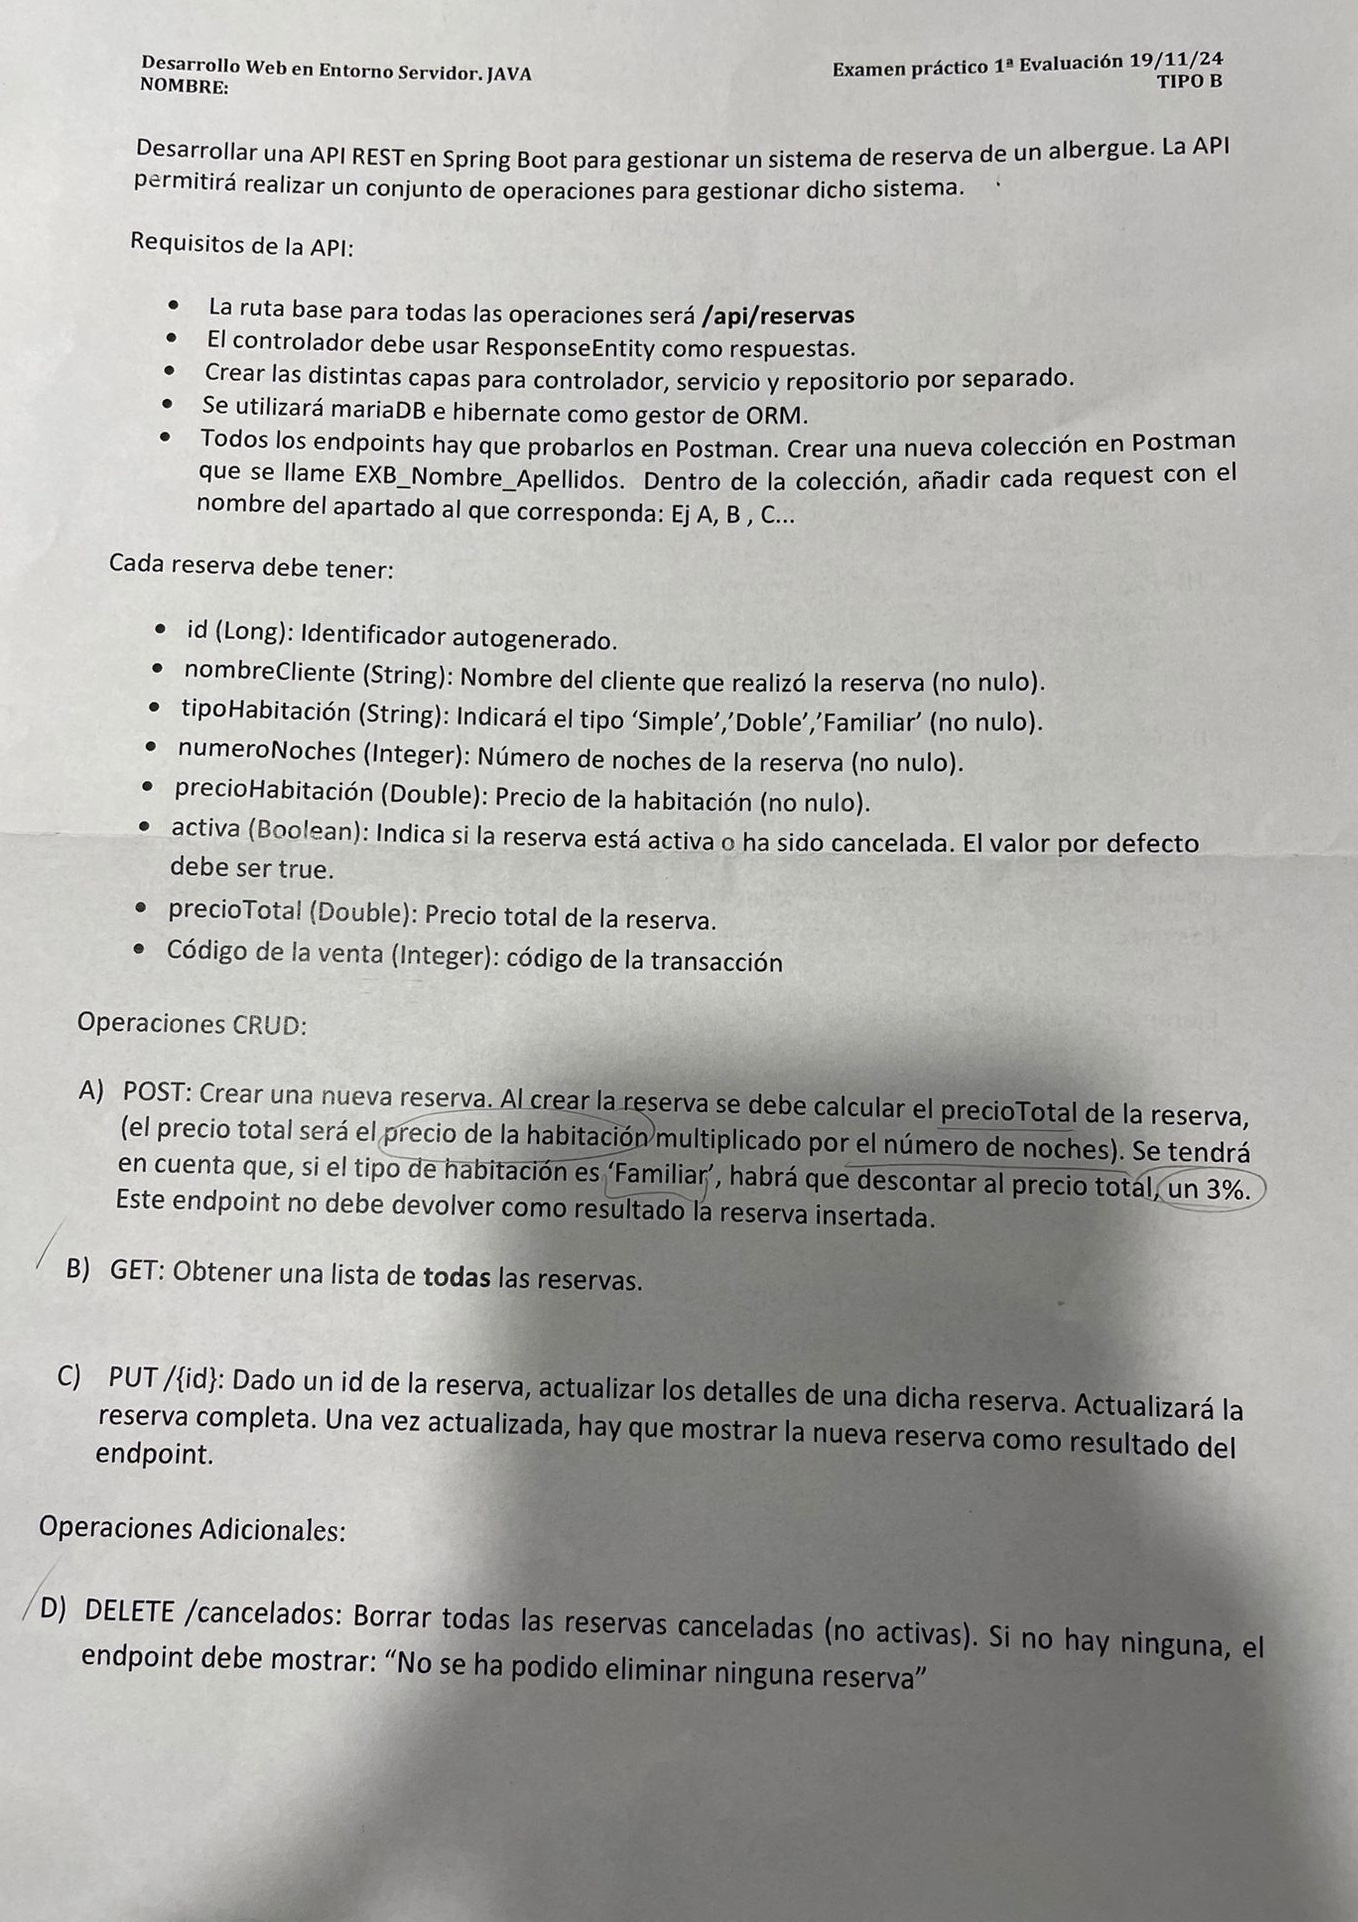 Desarrollo Web en Entorno Servidor. JAVA
Examen práctico 1ª Evaluación 19/11/24
NOMBRE:
TIPO B
Desarrollar una API REST en Spring Boot para gestionar un sistema de reserva de un albergue. La API
permitirá realizar un conjunto de operaciones para gestionar dicho sistema.
Requisitos de la API:
• La ruta base para todas las operaciones será /api/reservas
• El controlador debe usar ResponseEntity como respuestas.
• Crear las distintas capas para controlador, servicio y repositorio por separado.
• Se utilizará mariaDB e hibernate como gestor de ORM.
• Todos los endpoints hay que probarlos en Postman. Crear una nueva colección en Postman
que se llame EXB_Nombre_Apellidos. Dentro de la colección, añadir cada request con el
nombre del apartado al que corresponda: Ej A, B , C...
Cada reserva debe tener:
• id (Long): Identificador autogenerado.
• nombreCliente (String): Nombre del cliente que realizó la reserva (no nulo).
• tipoHabitación (String): Indicará el tipo ‘Simple’,’Doble’,’Familiar’ (no nulo).
• numeroNoches (Integer): Número de noches de la reserva (no nulo).
• precioHabitación (Double): Precio de la habitación (no nulo).
• activa (Boolean): Indica si la reserva está activa o ha sido cancelada. El valor por defecto
debe ser true.
• precioTotal (Double): Precio total de la reserva.
• Código de la venta (Integer): código de la transacción
Operaciones CRUD:
A) POST: Crear una nueva reserva. Al crear la reserva se debe calcular el precioTotal de la reserva,
(el precio total será el precio de la habitación multiplicado por el número de noches). Se tendrá
en cuenta que, si el tipo de habitación es ‘Familiar’, habrá que descontar al precio total, un 3%.
Este endpoint no debe devolver como resultado la reserva insertada.
B) GET: Obtener una lista de todas las reservas.
C) PUT /{id}: Dado un id de la reserva, actualizar los detalles de una dicha reserva. Actualizará la
reserva completa. Una vez actualizada, hay que mostrar la nueva reserva como resultado del
endpoint.
Operaciones Adicionales:
D) DELETE /cancelados: Borrar todas las reservas canceladas (no activas). Si no hay ninguna, el
endpoint debe mostrar: “No se ha podido eliminar ninguna reserva”